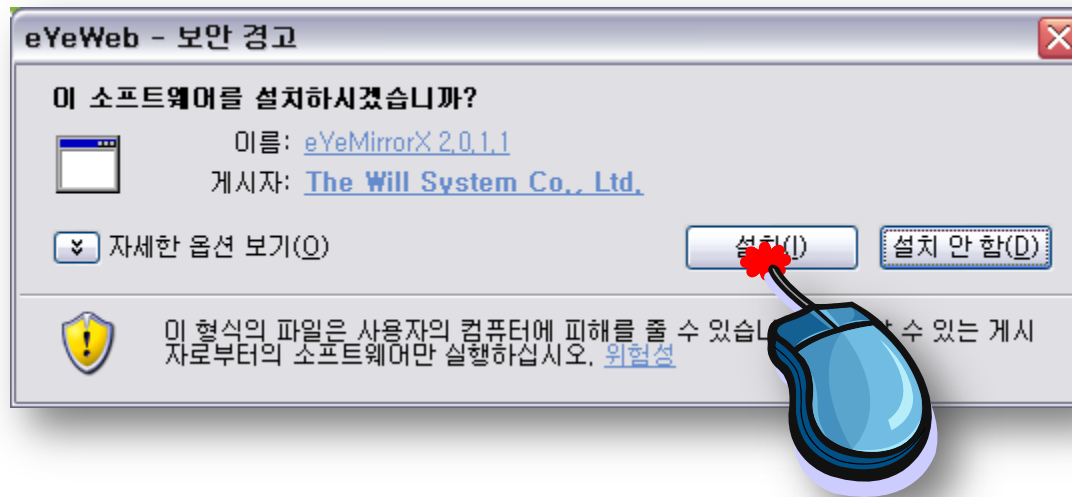 eYeWeb - 보안 경고
이 소프트웨어를 설치하시겠습니까?
이름: eYeMirrorX 2,0,1,1
게시자: The Will System Co., Ltd.
자세한 옵션 보기(O)
설치(I)
설치 안 함(D)
이 형식의 파일은 사용자의 컴퓨터에 피해를 줄 수 수 있는 게시
자로부터의 소프트웨어만 실행하십시오. 위험성